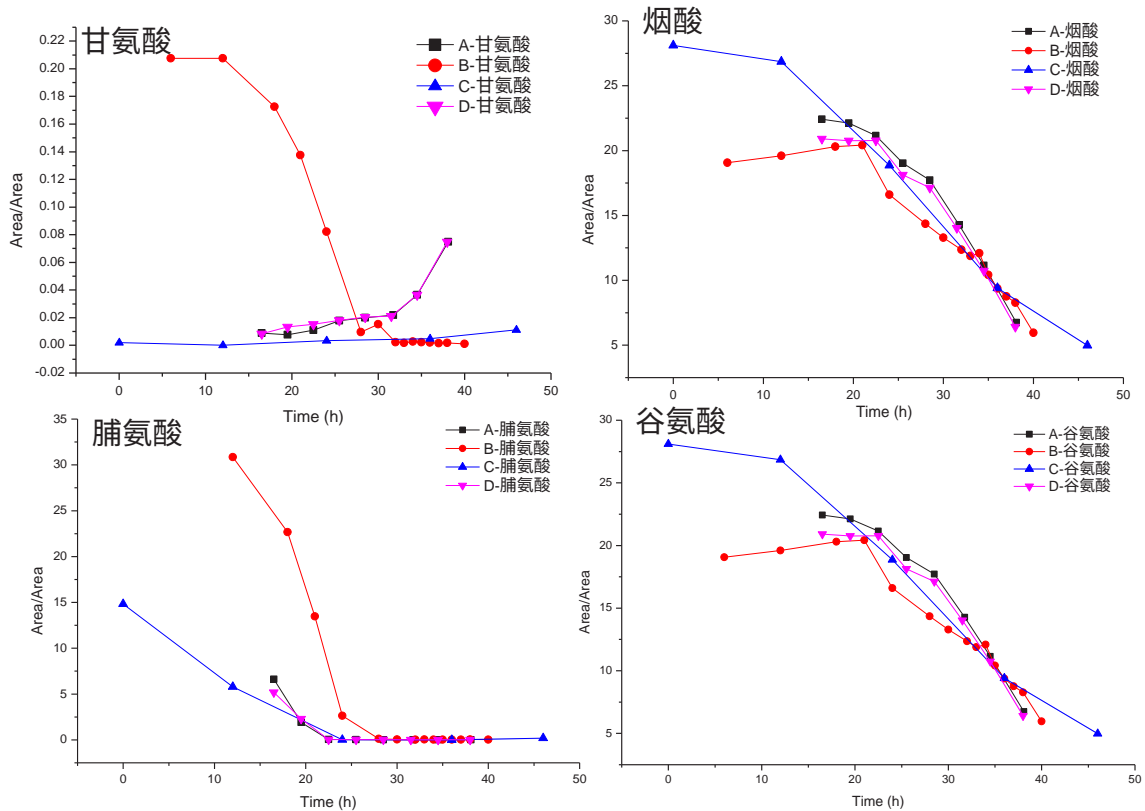 甘氨酸
A-甘氨酸
B-甘氨酸
C-甘氨酸
D-甘氨酸
0.22
0.20
0.18
0.16
0.14
0.12
0.10
0.08
0.06
0.04
0.02
0.00
-0.02
Area/Area
0 10 20 30 40 50
Time (h)
烟酸
A-烟酸
B-烟酸
C-烟酸
D-烟酸
30
25
20
15
10
5
Area/Area
0 10 20 30 40 50
Time (h)
脯氨酸
A-脯氨酸
B-脯氨酸
C-脯氨酸
D-脯氨酸
35
30
25
20
15
10
5
0
Area/Area
0 10 20 30 40 50
Time (h)
谷氨酸
A-谷氨酸
B-谷氨酸
C-谷氨酸
D-谷氨酸
30
25
20
15
10
5
Area/Area
0 10 20 30 40 50
Time (h)